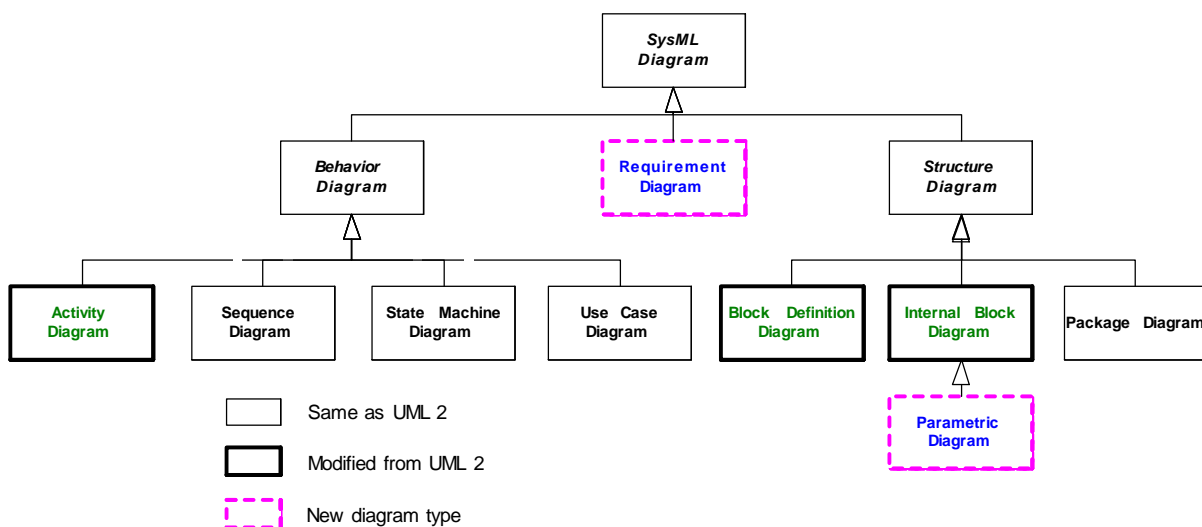 SysML
Diagram
Behavior
Diagram
Requirement
Diagram
Structure
Diagram
Activity
Diagram
Sequence
Diagram
State Machine
Diagram
Use Case
Diagram
Block Definition
Diagram
Internal Block
Diagram
Package Diagram
Parametric
Diagram
Same as UML 2
Modified from UML 2
New diagram type